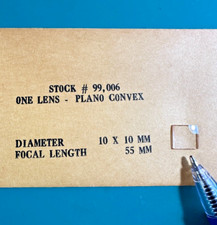 STOCK # 99,006
ONE LENS - PLANO CONVEX
DIAMETER 10 X 10 MM
FOCAL LENGTH 55 MM